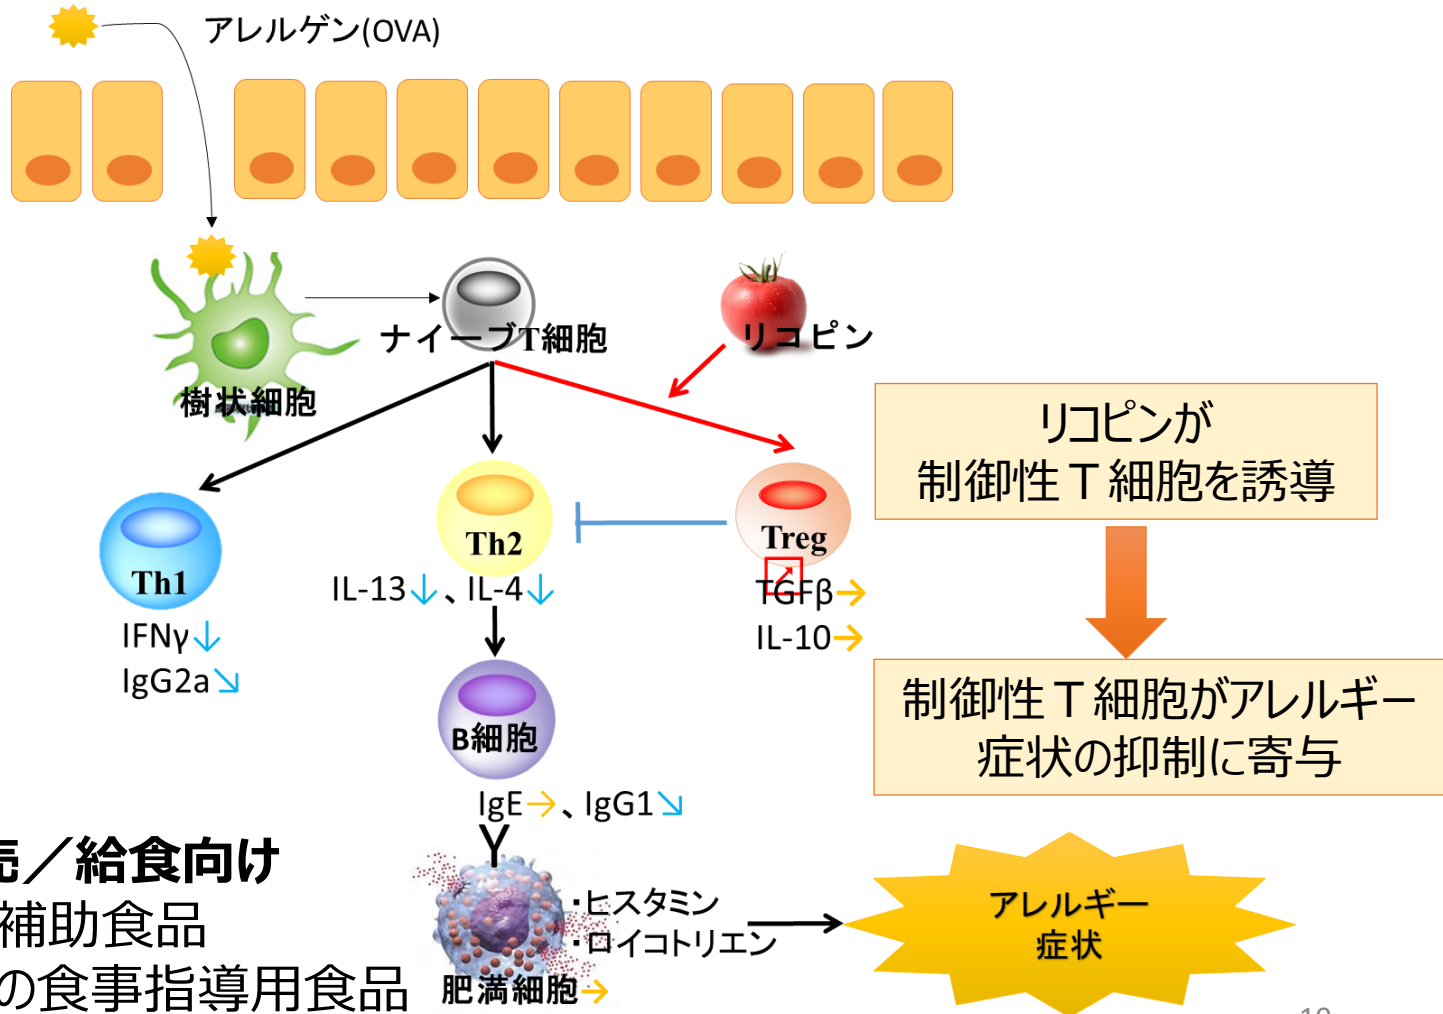 アレルゲン(OVA)
ナイーブT細胞
リコピン
樹状細胞
リコピンが
制御性T細胞を誘導
Th1
Th2
Treg
↗
IL-13↓、IL-4↓
TGFβ→
IL-10→
IFNγ↓
IgG2a↘
制御性T細胞がアレルギー
症状の抑制に寄与
B細胞
IgE→、IgG1↘
/給食向け
補助食品
の食事指導用食品
・ヒスタミン
・ロイコトリエン
肥満細胞→
アレルギー
症状